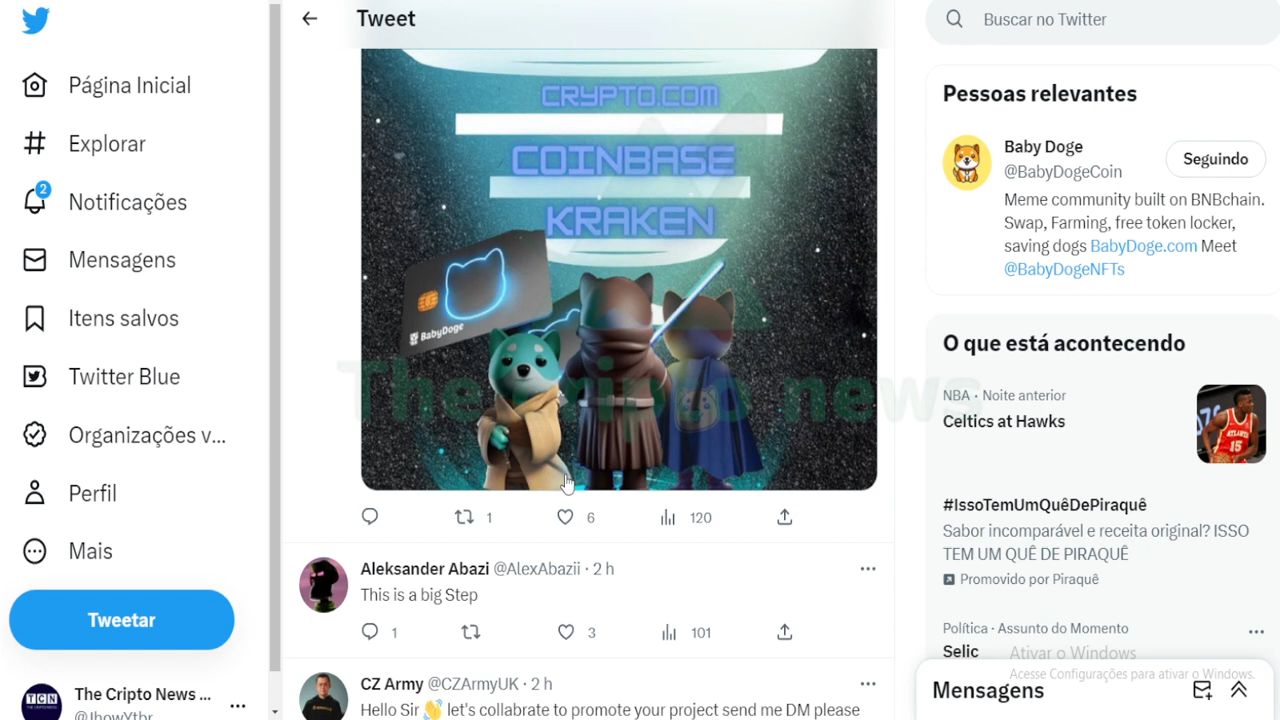 Página Inicial
Explorar
2
Notificações
Mensagens
Itens salvos
Twitter Blue
Organizações v...
Perfil
Mais
Tweetar
TCN
The Cripto News ...
@JhowYtbr
Tweet
CRYPTO.COM
COINBASE
KRAKEN
BabyDoge
The Cripto news
1
6
120
Aleksander Abazi @AlexAbazii · 2 h
This is a big Step
1
3
101
CZ Army @CZArmyUK · 2 h
Hello Sir 👋 let's collabrate to promote your project send me DM please
Buscar no Twitter
Pessoas relevantes
Baby Doge
@BabyDogeCoin
Seguindo
Meme community built on BNBchain.
Swap, Farming, free token locker,
saving dogs BabyDoge.com Meet
@BabyDogeNFTs
O que está acontecendo
NBA · Noite anterior
Celtics at Hawks
ATLANTA
15
#IssoTemUmQuêDePiraquê
Sabor incomparável e receita original? ISSO
TEM UM QUÊ DE PIRAQUÊ
Promovido por Piraquê
Política · Assunto do Momento
Selic
Ativar o Windows
Acesse Configurações para ativar o Windows.
Mensagens